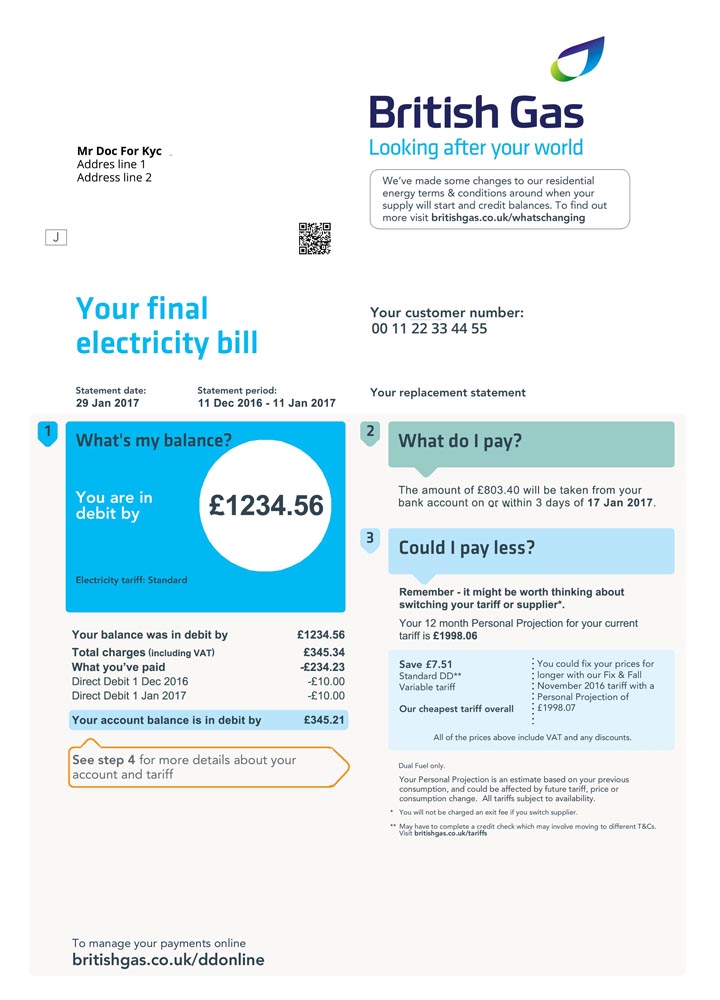 British Gas
Looking after your world
Mr Doc For Kyc
Addres line 1
Address line 2
We've made some changes to our residential
energy terms & conditions around when your
supply will start and credit balances. To find out
more visit britishgas.co.uk/whatschanging
J
Your final
electricity bill
Your customer number:
00 11 22 33 44 55
Statement date:
29 Jan 2017
Statement period:
11 Dec 2016 - 11 Jan 2017
Your replacement statement
1
What's my balance?
You are in
debit by
£1234.56
Electricity tariff: Standard
Your balance was in debit by £1234.56
Total charges (including VAT) £345.34
What you've paid -£234.23
Direct Debit 1 Dec 2016 -£10.00
Direct Debit 1 Jan 2017 -£10.00
Your account balance is in debit by £345.21
See step 4 for more details about your
account and tariff
2
What do I pay?
The amount of £803.40 will be taken from your
bank account on or within 3 days of 17 Jan 2017.
3
Could I pay less?
Remember - it might be worth thinking about
switching your tariff or supplier*.
Your 12 month Personal Projection for your current
tariff is £1998.06
Save £7.51
Standard DD**
Variable tariff
Our cheapest tariff overall
You could fix your prices for
longer with our Fix & Fall
November 2016 tariff with a
Personal Projection of
£1998.07
All of the prices above include VAT and any discounts.
Dual Fuel only.
Your Personal Projection is an estimate based on your previous
consumption, and could be affected by future tariff, price or
consumption change. All tariffs subject to availability.
* You will not be charged an exit fee if you switch supplier.
** May have to complete a credit check which may involve moving to different T&Cs.
Visit britishgas.co.uk/tariffs
To manage your payments online
britishgas.co.uk/ddonline